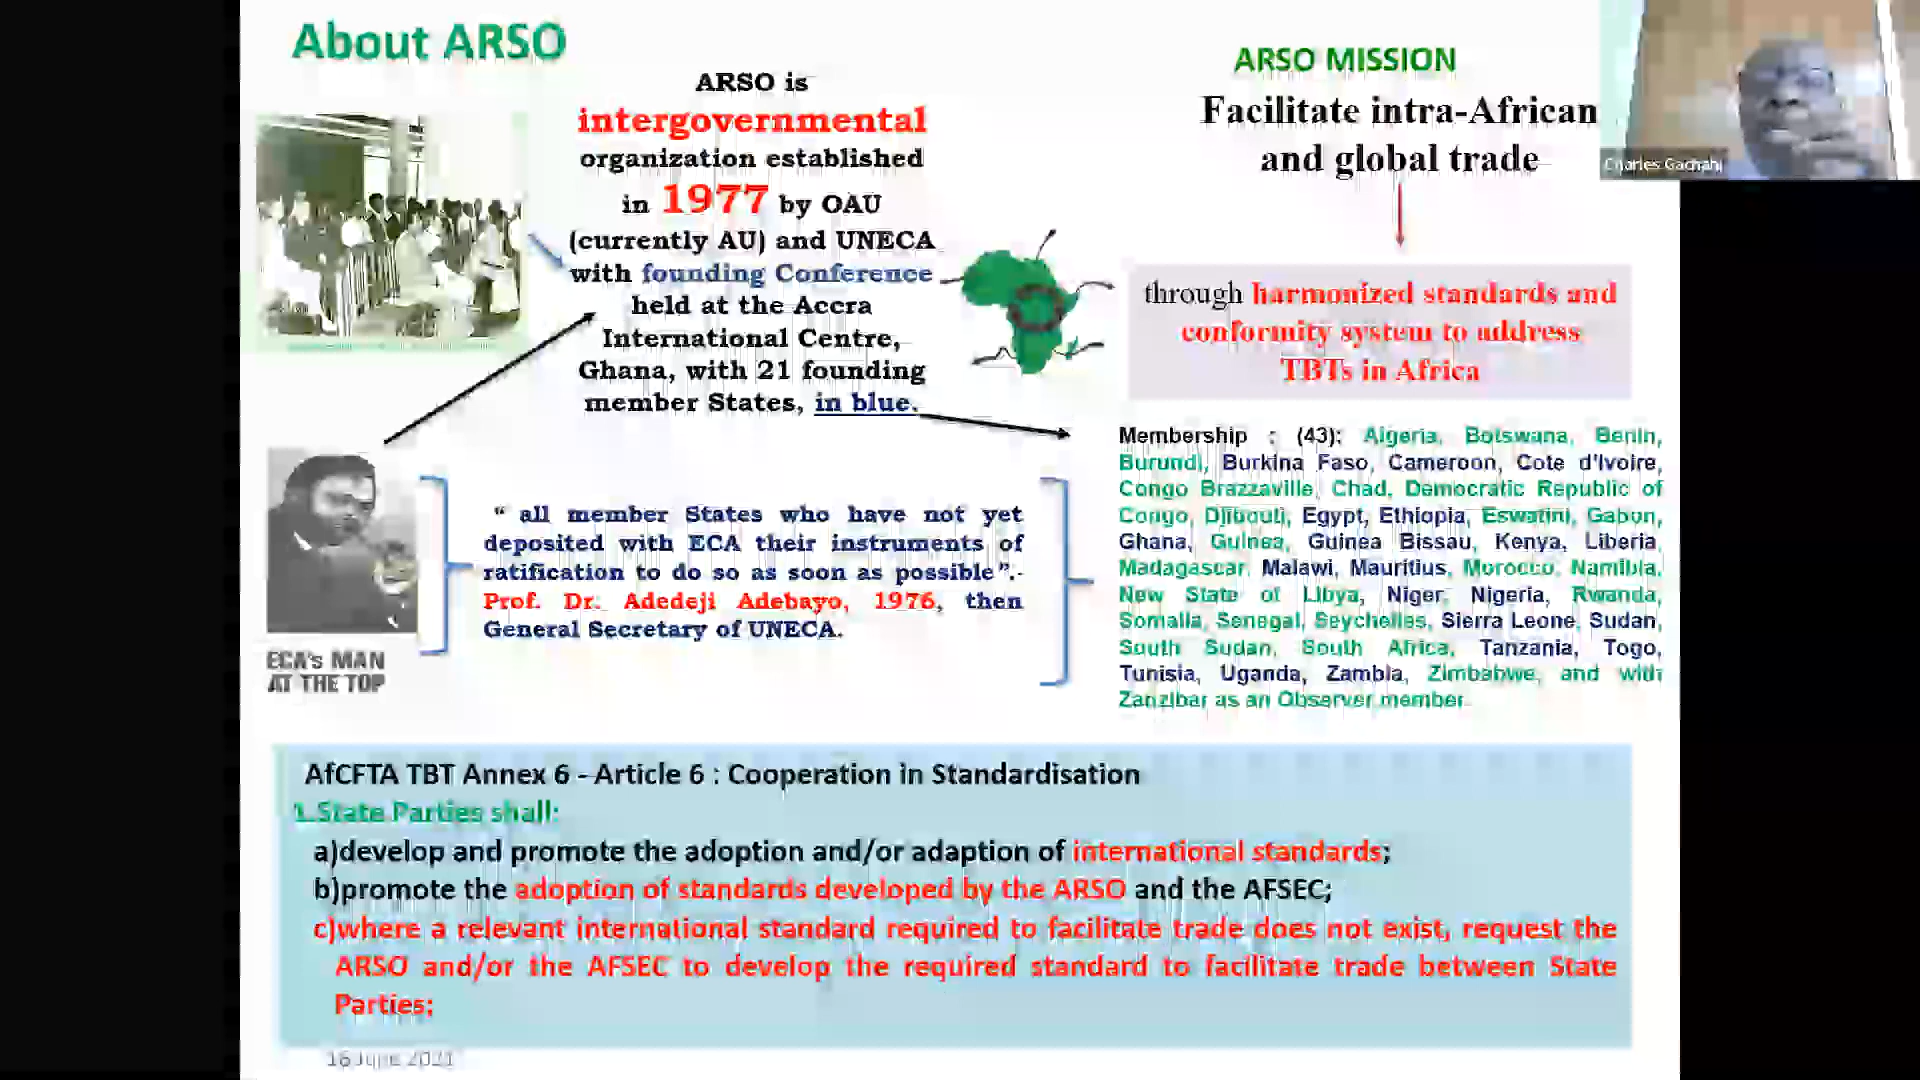 About ARSO
ARSO is
intergovernmental
organization established
in 1977 by OAU
(currently AU) and UNECA
with founding Conference
held at the Accra
International Centre,
Ghana, with 21 founding
member States, in blue.
ARSO MISSION
Facilitate intra-African
and global trade
Charles Gachahi
through harmonized standards and
conformity system to address
TBTs in Africa
Membership : (43): Algeria, Botswana, Benin,
Burundi, Burkina Faso, Cameroon, Cote d'Ivoire,
Congo Brazzaville, Chad, Democratic Republic of
Congo, Djibouti, Egypt, Ethiopia, Eswatini, Gabon,
Ghana, Guinea, Guinea Bissau, Kenya, Liberia,
Madagascar, Malawi, Mauritius, Morocco, Namibia,
New State of Libya, Niger, Nigeria, Rwanda,
Somalia, Senegal, Seychelles, Sierra Leone, Sudan,
South Sudan, South Africa, Tanzania, Togo,
Tunisia, Uganda, Zambia, Zimbabwe, and with
Zanzibar as an Observer member.
“ all member States who have not yet
deposited with ECA their instruments of
ratification to do so as soon as possible”.-
Prof. Dr. Adedeji Adebayo, 1976, then
General Secretary of UNECA.
ECA's MAN
AT THE TOP
AfCFTA TBT Annex 6 - Article 6 : Cooperation in Standardisation
1.State Parties shall:
a)develop and promote the adoption and/or adaption of international standards;
b)promote the adoption of standards developed by the ARSO and the AFSEC;
c)where a relevant international standard required to facilitate trade does not exist, request the
ARSO and/or the AFSEC to develop the required standard to facilitate trade between State
Parties;
16 June 2021